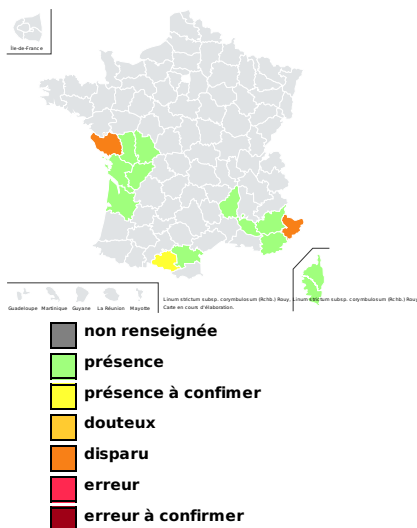 Île-de-France
Guadeloupe Martinique Guyane La Réunion Mayotte
Linum strictum subsp. corymbulosum (Rchb.) Rouy, Linum strictum subsp. corymbulosum (Rchb.) Rouy
Carte en cours d'élaboration.
non renseignée
présence
présence à confimer
douteux
disparu
erreur
erreur à confirmer